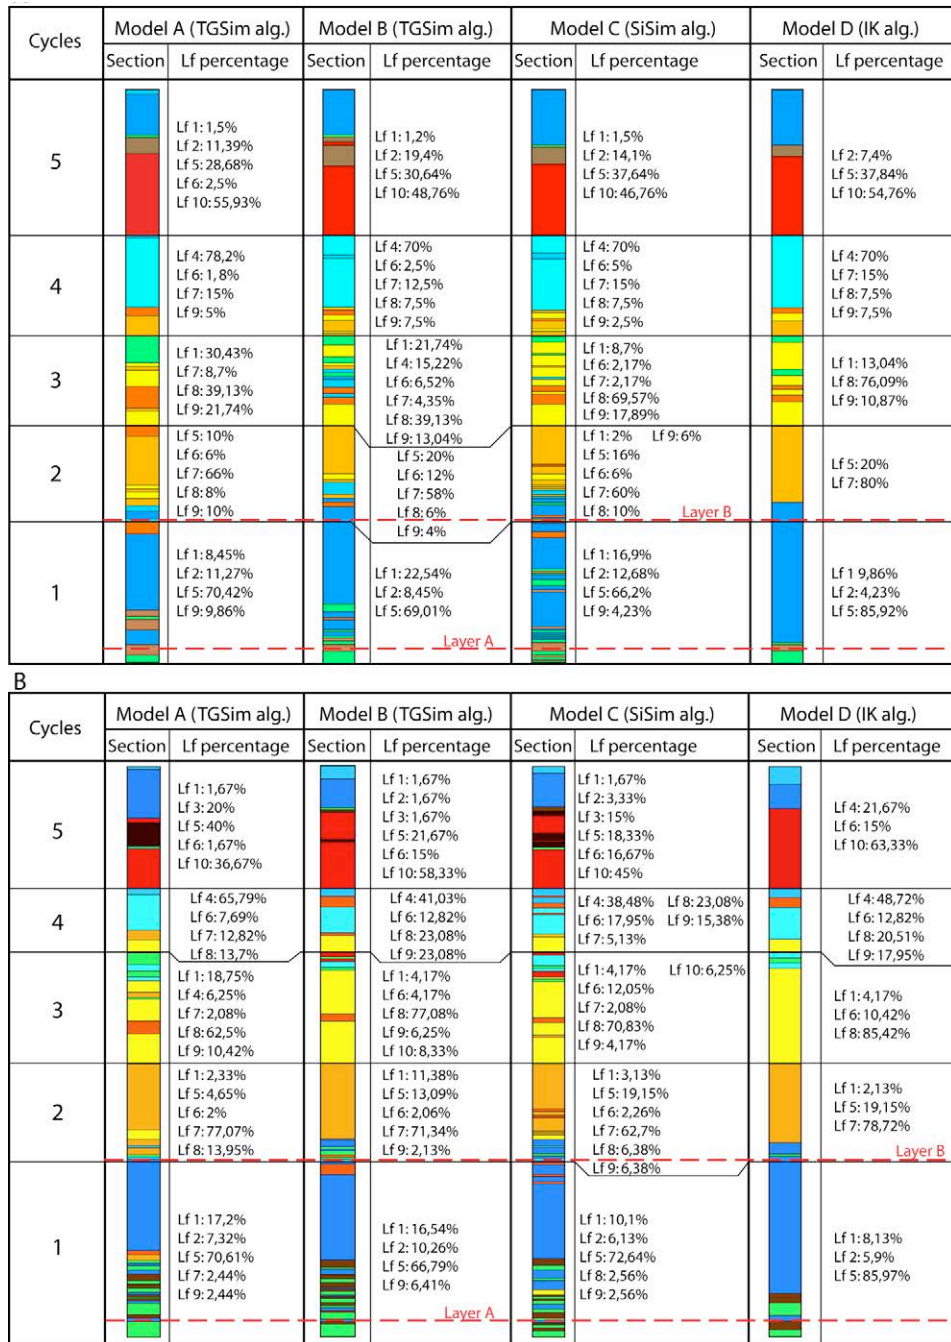 Cycles
Model A (TGSim alg.)
Model B (TGSim alg.)
Model C (SiSim alg.)
Model D (IK alg.)
Section
Lf percentage
Section
Lf percentage
Section
Lf percentage
Section
Lf percentage
5
Lf 1: 1,5%
Lf 2: 11,39%
Lf 5: 28,68%
Lf 6: 2,5%
Lf 10: 55,93%
Lf 1: 1,2%
Lf 2: 19,4%
Lf 5: 30,64%
Lf 10: 48,76%
Lf 1: 1,5%
Lf 2: 14,1%
Lf 5: 37,64%
Lf 10: 46,76%
Lf 2: 7,4%
Lf 5: 37,84%
Lf 10: 54,76%
4
Lf 4: 78,2%
Lf 6: 1,8%
Lf 7: 15%
Lf 9: 5%
Lf 4: 70%
Lf 6: 2,5%
Lf 7: 12,5%
Lf 8: 7,5%
Lf 9: 7,5%
Lf 4: 70%
Lf 6: 5%
Lf 7: 15%
Lf 8: 7,5%
Lf 9: 2,5%
Lf 4: 70%
Lf 7: 15%
Lf 8: 7,5%
Lf 9: 7,5%
3
Lf 1: 30,43%
Lf 7: 8,7%
Lf 8: 39,13%
Lf 9: 21,74%
Lf 1: 21,74%
Lf 4: 15,22%
Lf 6: 6,52%
Lf 7: 4,35%
Lf 8: 39,13%
Lf 9: 13,04%
Lf 1: 8,7%
Lf 6: 2,17%
Lf 7: 2,17%
Lf 8: 69,57%
Lf 9: 17,89%
Lf 1: 13,04%
Lf 8: 76,09%
Lf 9: 10,87%
2
Lf 5: 10%
Lf 6: 6%
Lf 7: 66%
Lf 8: 8%
Lf 9: 10%
Lf 5: 20%
Lf 6: 12%
Lf 7: 58%
Lf 8: 6%
Lf 9: 4%
Lf 1: 2% Lf 9: 6%
Lf 5: 16%
Lf 6: 6%
Lf 7: 60%
Lf 8: 10%
Lf 5: 20%
Lf 7: 80%
Layer B
1
Lf 1: 8,45%
Lf 2: 11,27%
Lf 5: 70,42%
Lf 9: 9,86%
Lf 1: 22,54%
Lf 2: 8,45%
Lf 5: 69,01%
Lf 1: 16,9%
Lf 2: 12,68%
Lf 5: 66,2%
Lf 9: 4,23%
Lf 1 9,86%
Lf 2: 4,23%
Lf 5: 85,92%
Layer A
B
Cycles
Model A (TGSim alg.)
Model B (TGSim alg.)
Model C (SiSim alg.)
Model D (IK alg.)
Section
Lf percentage
Section
Lf percentage
Section
Lf percentage
Section
Lf percentage
5
Lf 1: 1,67%
Lf 3: 20%
Lf 5: 40%
Lf 6: 1,67%
Lf 10: 36,67%
Lf 1: 1,67%
Lf 2: 1,67%
Lf 3: 1,67%
Lf 5: 21,67%
Lf 6: 15%
Lf 10: 58,33%
Lf 1: 1,67%
Lf 2: 3,33%
Lf 3: 15%
Lf 5: 18,33%
Lf 6: 16,67%
Lf 10: 45%
Lf 4: 21,67%
Lf 6: 15%
Lf 10: 63,33%
4
Lf 4: 65,79%
Lf 6: 7,69%
Lf 7: 12,82%
Lf 8: 13,7%
Lf 4: 41,03%
Lf 6: 12,82%
Lf 8: 23,08%
Lf 9: 23,08%
Lf 4: 38,48% Lf 8: 23,08%
Lf 6: 17,95% Lf 9: 15,38%
Lf 7: 5,13%
Lf 4: 48,72%
Lf 6: 12,82%
Lf 8: 20,51%
Lf 9: 17,95%
3
Lf 1: 18,75%
Lf 4: 6,25%
Lf 7: 2,08%
Lf 8: 62,5%
Lf 9: 10,42%
Lf 1: 4,17%
Lf 6: 4,17%
Lf 8: 77,08%
Lf 9: 6,25%
Lf 10: 8,33%
Lf 1: 4,17% Lf 10: 6,25%
Lf 6: 12,05%
Lf 7: 2,08%
Lf 8: 70,83%
Lf 9: 4,17%
Lf 1: 4,17%
Lf 6: 10,42%
Lf 8: 85,42%
2
Lf 1: 2,33%
Lf 5: 4,65%
Lf 6: 2%
Lf 7: 77,07%
Lf 8: 13,95%
Lf 1: 11,38%
Lf 5: 13,09%
Lf 6: 2,06%
Lf 7: 71,34%
Lf 9: 2,13%
Lf 1: 3,13%
Lf 5: 19,15%
Lf 6: 2,26%
Lf 7: 62,7%
Lf 8: 6,38%
Lf 9: 6,38%
Lf 1: 2,13%
Lf 5: 19,15%
Lf 7: 78,72%
Layer B
1
Lf 1: 17,2%
Lf 2: 7,32%
Lf 5: 70,61%
Lf 7: 2,44%
Lf 9: 2,44%
Lf 1: 16,54%
Lf 2: 10,26%
Lf 5: 66,79%
Lf 9: 6,41%
Lf 1: 10,1%
Lf 2: 6,13%
Lf 5: 72,64%
Lf 8: 2,56%
Lf 9: 2,56%
Lf 1: 8,13%
Lf 2: 5,9%
Lf 5: 85,97%
Layer A